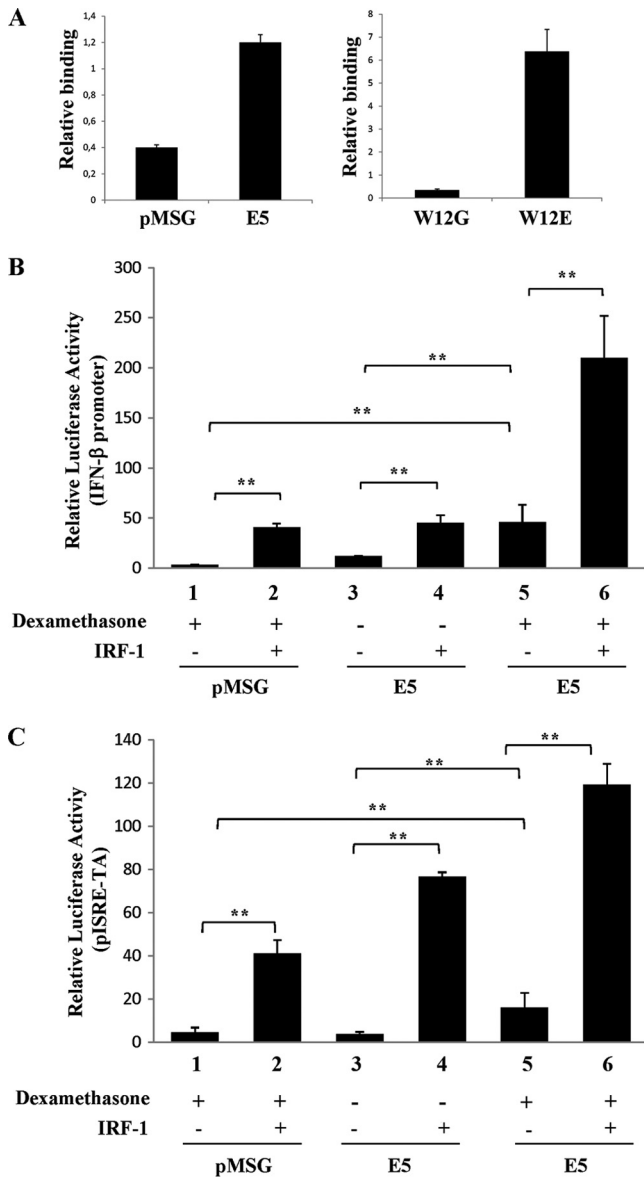 A
Relative binding
1,4
1,2
1
0,8
0,6
0,4
0,2
0
pMSG E5
Relative binding
8
7
6
5
4
3
2
1
0
W12G W12E
B
Relative Luciferase Activity
(IFN-β promoter)
300
250
200
150
100
50
0
** ** ** ** **
1 2 3 4 5 6
Dexamethasone + + - - + +
IRF-1 - + - + - +
pMSG E5 E5
C
Relative Luciferase Activiy
(pISRE-TA)
140
120
100
80
60
40
20
0
** ** ** ** **
1 2 3 4 5 6
Dexamethasone + + - - + +
IRF-1 - + - + - +
pMSG E5 E5